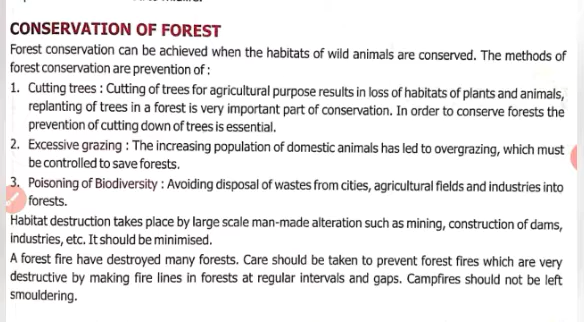 CONSERVATION OF FOREST
Forest conservation can be achieved when the habitats of wild animals are conserved. The methods of
forest conservation are prevention of :
1. Cutting trees : Cutting of trees for agricultural purpose results in loss of habitats of plants and animals,
replanting of trees in a forest is very important part of conservation. In order to conserve forests the
prevention of cutting down of trees is essential.
2. Excessive grazing : The increasing population of domestic animals has led to overgrazing, which must
be controlled to save forests.
3. Poisoning of Biodiversity : Avoiding disposal of wastes from cities, agricultural fields and industries into
forests.
Habitat destruction takes place by large scale man-made alteration such as mining, construction of dams,
industries, etc. It should be minimised.
A forest fire have destroyed many forests. Care should be taken to prevent forest fires which are very
destructive by making fire lines in forests at regular intervals and gaps. Campfires should not be left
smouldering.